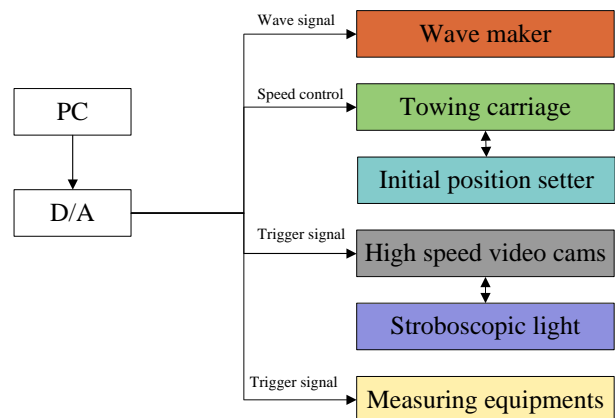 Wave signal
Wave maker
Speed control
Towing carriage
PC
Initial position setter
D/A
Trigger signal
High speed video cams
Stroboscopic light
Trigger signal
Measuring equipments